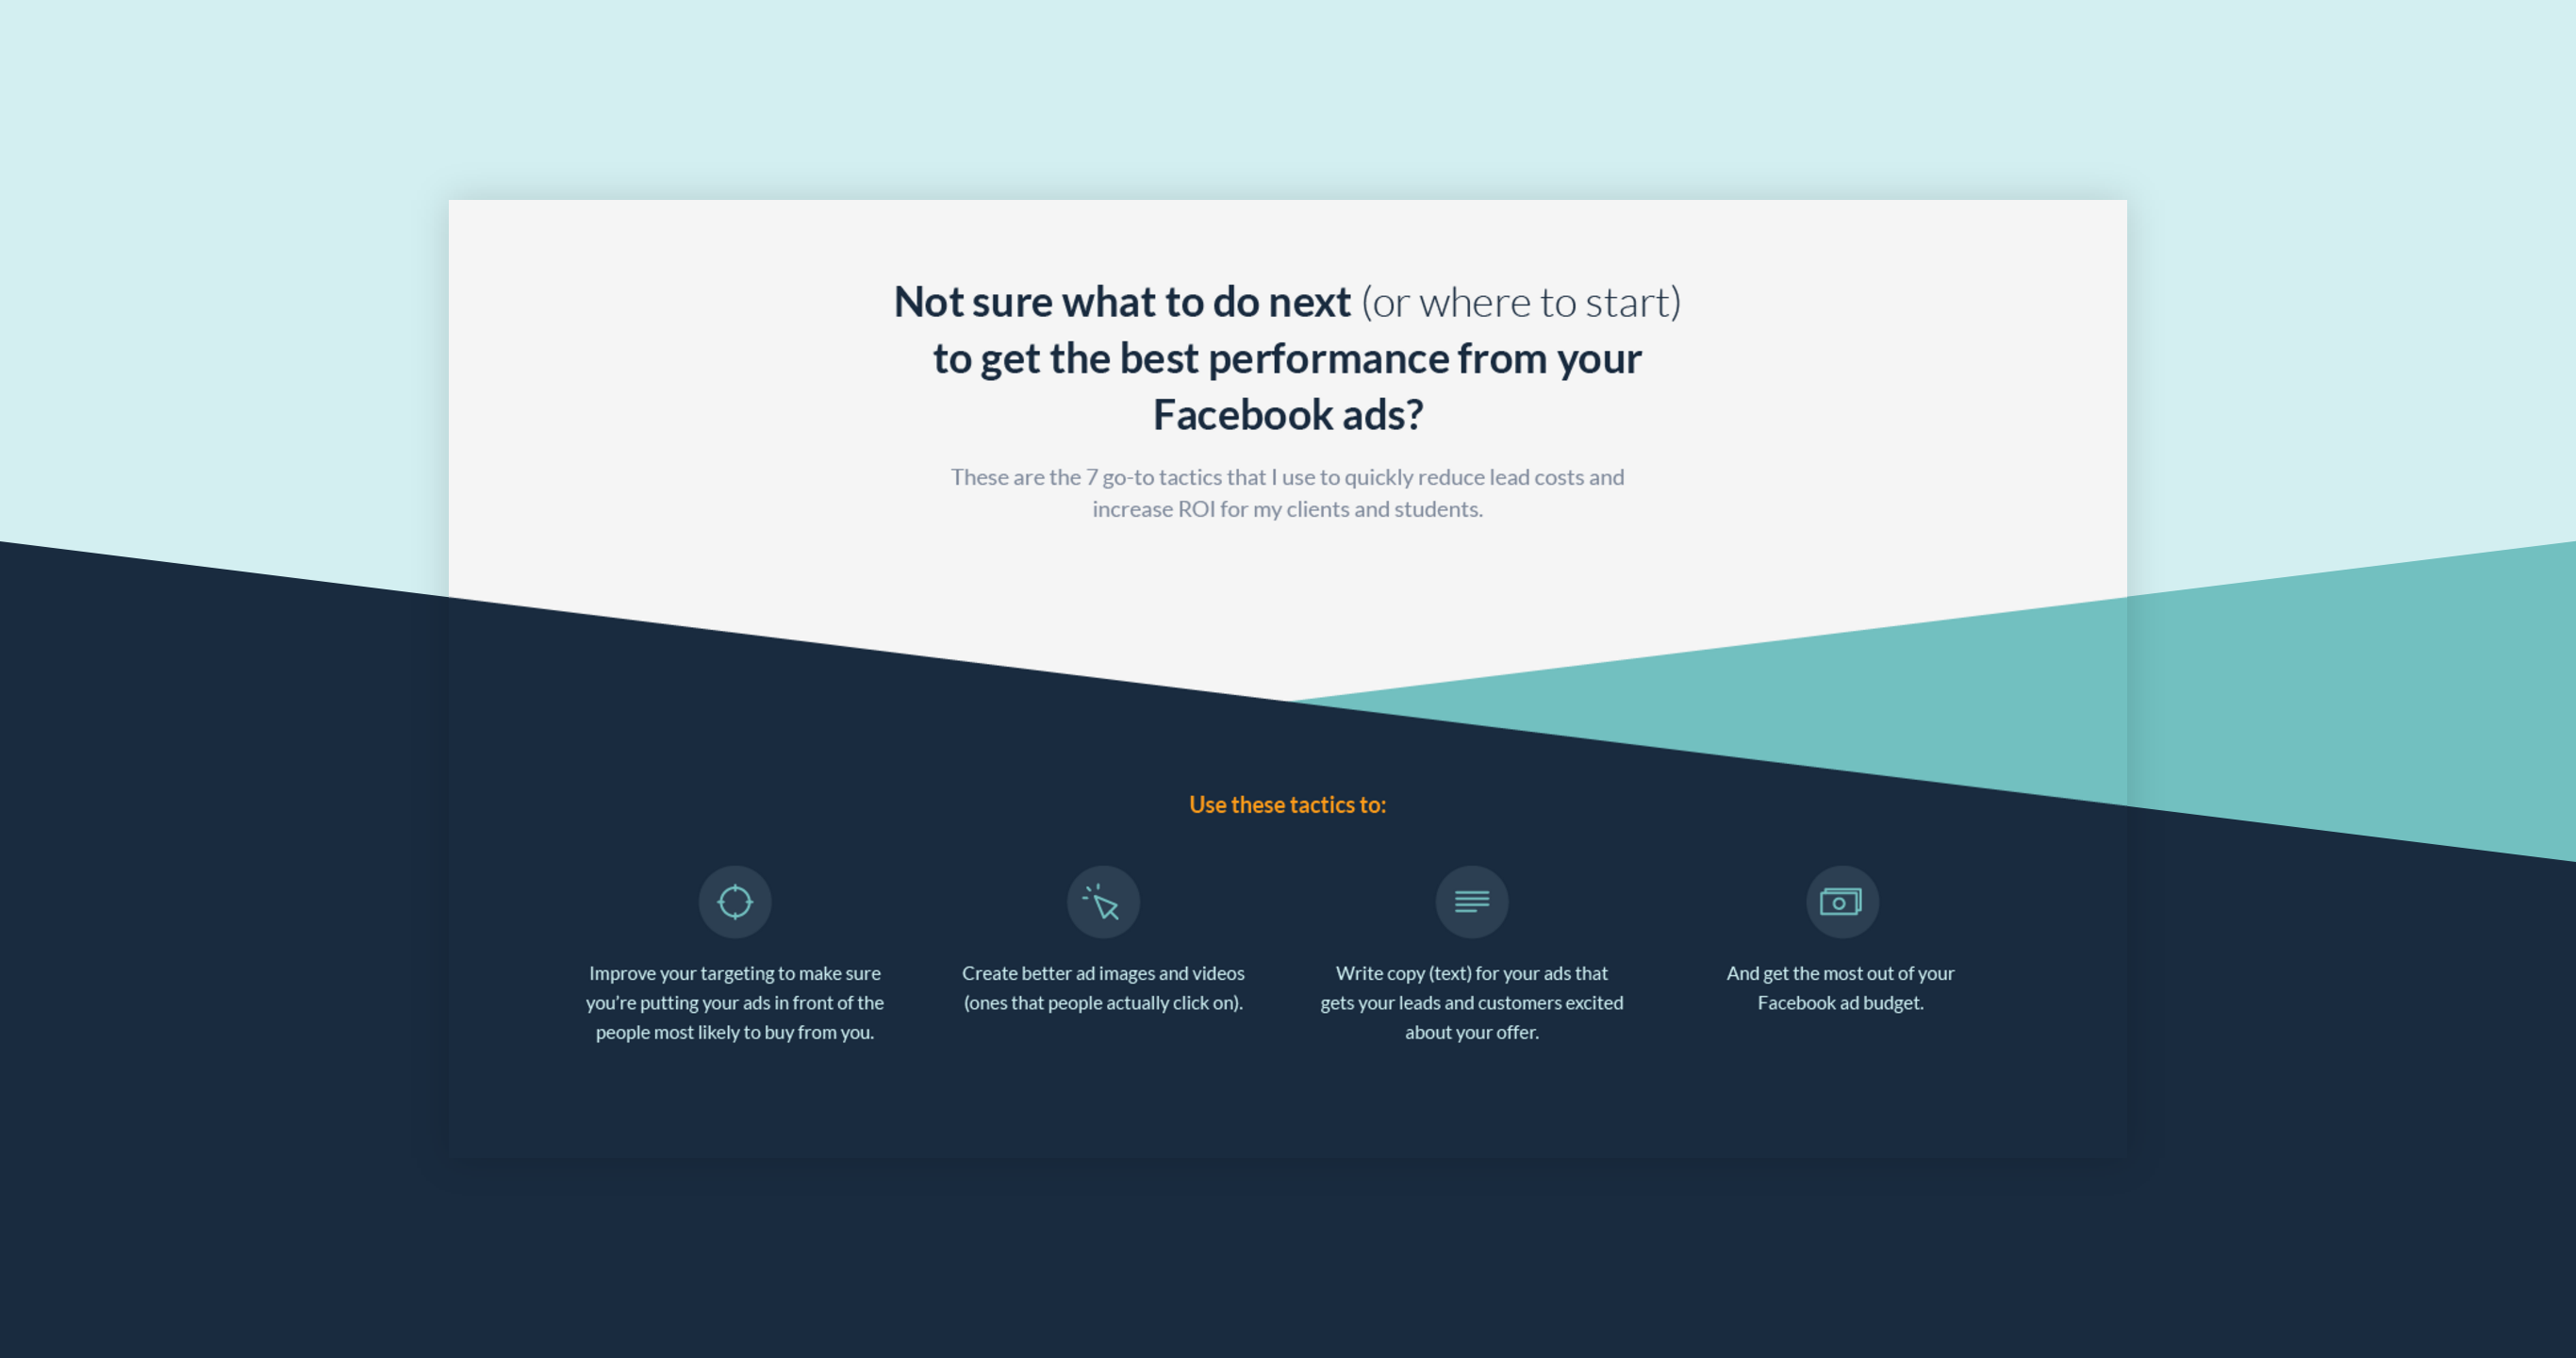 Not sure what to do next (or where to start)
to get the best performance from your
Facebook ads?
These are the 7 go-to tactics that I use to quickly reduce lead costs and
increase ROI for my clients and students.
Use these tactics to:
Improve your targeting to make sure
you're putting your ads in front of the
people most likely to buy from you.
Create better ad images and videos
(ones that people actually click on).
Write copy (text) for your ads that
gets your leads and customers excited
about your offer.
And get the most out of your
Facebook ad budget.